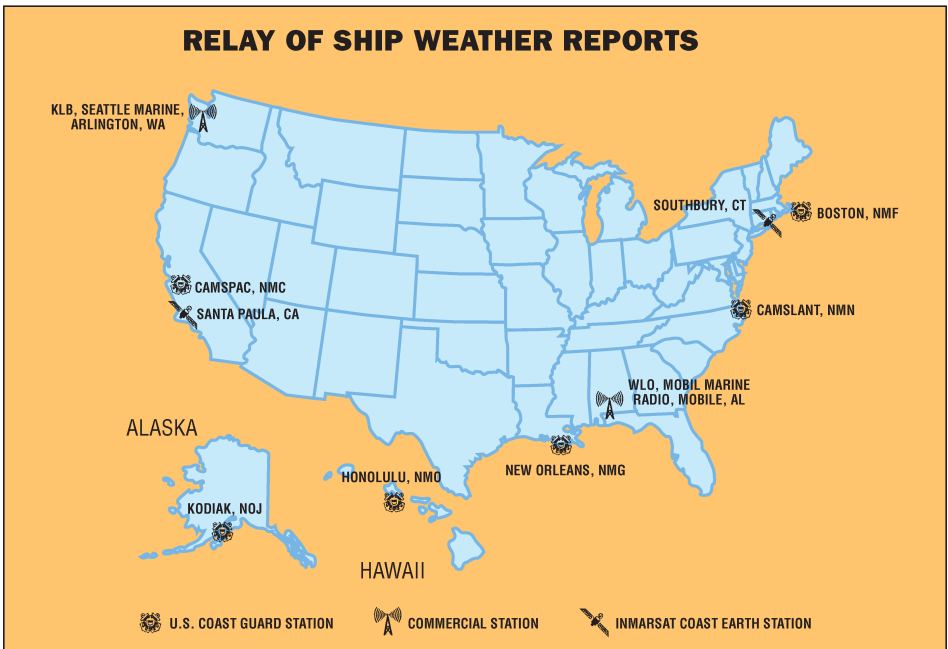 RELAY OF SHIP WEATHER REPORTS
KLB, SEATTLE MARINE,
ARLINGTON, WA
SOUTHBURY, CT
BOSTON, NMF
CAMSPAC, NMC
SANTA PAULA, CA
CAMSLANT, NMN
WLO, MOBIL MARINE
RADIO, MOBILE, AL
ALASKA
NEW ORLEANS, NMG
HONOLULU, NMO
KODIAK, NOJ
HAWAII
U.S. COAST GUARD STATION
COMMERCIAL STATION
INMARSAT COAST EARTH STATION